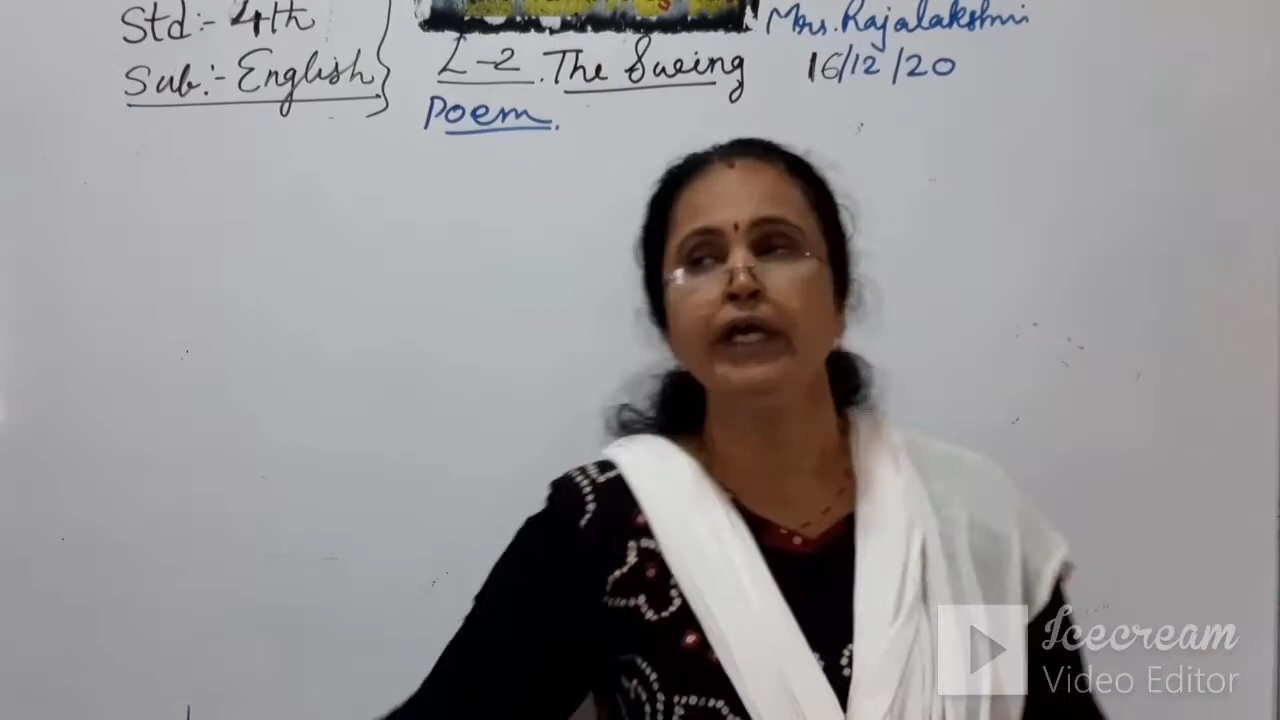 Std:- 4th
Mrs. Rajalakshmi
Sub:- English
L-2. The Swing
16/12/20
Poem.
Icecream
Video Editor